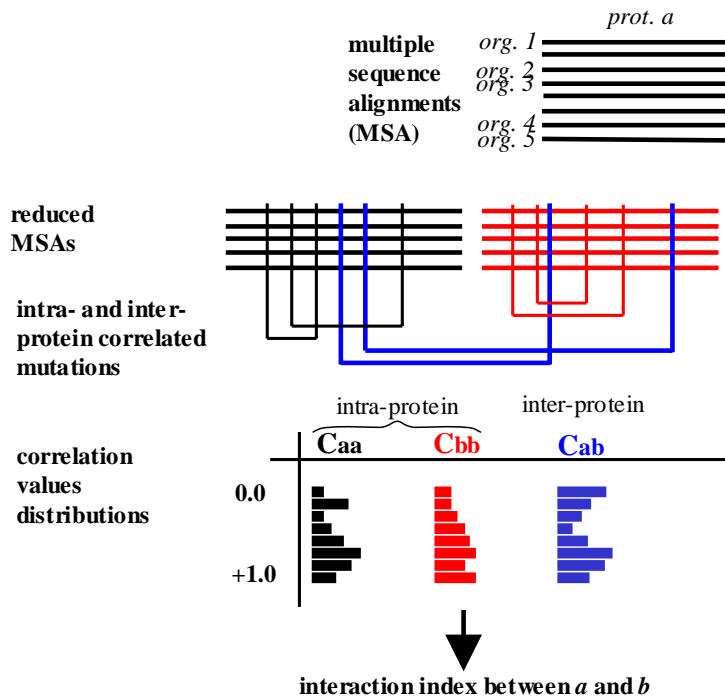 prot. a
multiple
sequence
alignments
(MSA)
org. 1
org. 2
org. 3
org. 4
org. 5
reduced
MSAs
intra- and inter-
protein correlated
mutations
intra-protein
inter-protein
Caa
Cbb
Cab
correlation
values
distributions
0.0
+1.0
interaction index between a and b